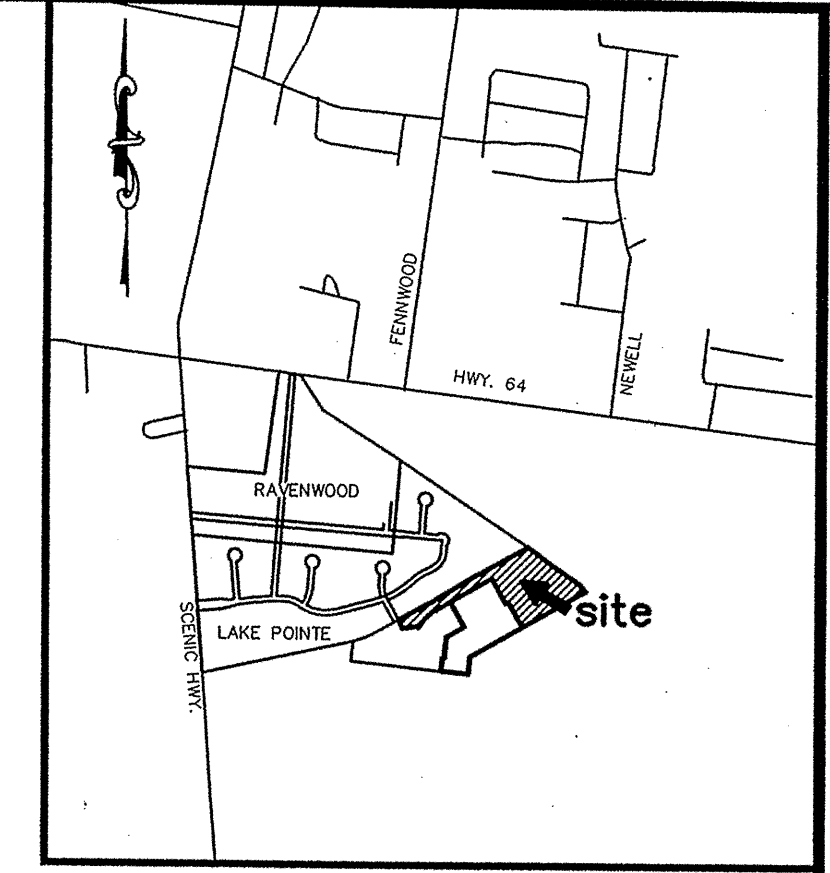 FENNWOOD
HWY. 64
NEWELL
RAVENWOOD
site
LAKE POINTE
SCENIC HWY.